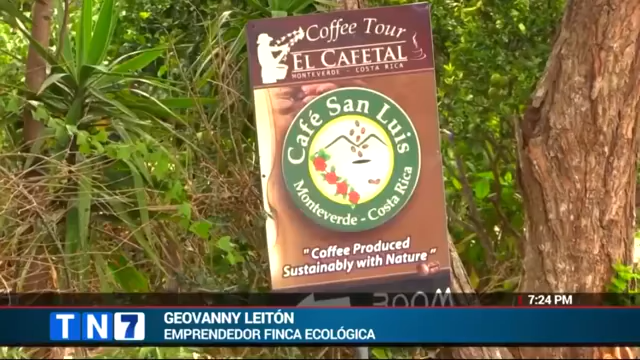 Coffee Tour
EL CAFETAL
MONTEVERDE - COSTA RICA
Café San Luis
Monteverde - Costa Rica
"Coffee Produced
Sustainably with Nature"
300M
7:24 PM
TN7
GEOVANNY LEITÓN
EMPRENDEDOR FINCA ECOLÓGICA